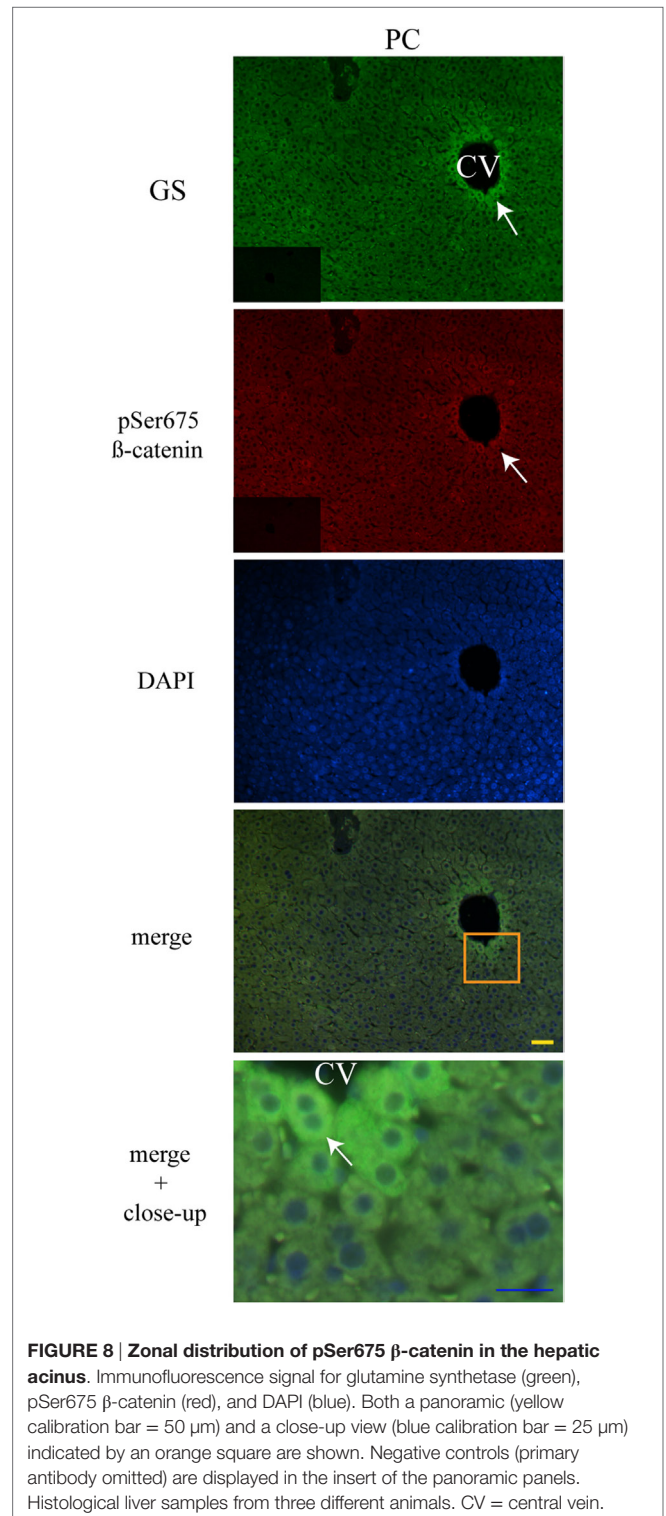 PC
GS
CV
pSer675
ß-catenin
DAPI
merge
CV
merge
+
close-up
FIGURE 8 | Zonal distribution of pSer675 β-catenin in the hepatic
acinus. Immunofluorescence signal for glutamine synthetase (green),
pSer675 β-catenin (red), and DAPI (blue). Both a panoramic (yellow
calibration bar = 50 μm) and a close-up view (blue calibration bar = 25 μm)
indicated by an orange square are shown. Negative controls (primary
antibody omitted) are displayed in the insert of the panoramic panels.
Histological liver samples from three different animals. CV = central vein.